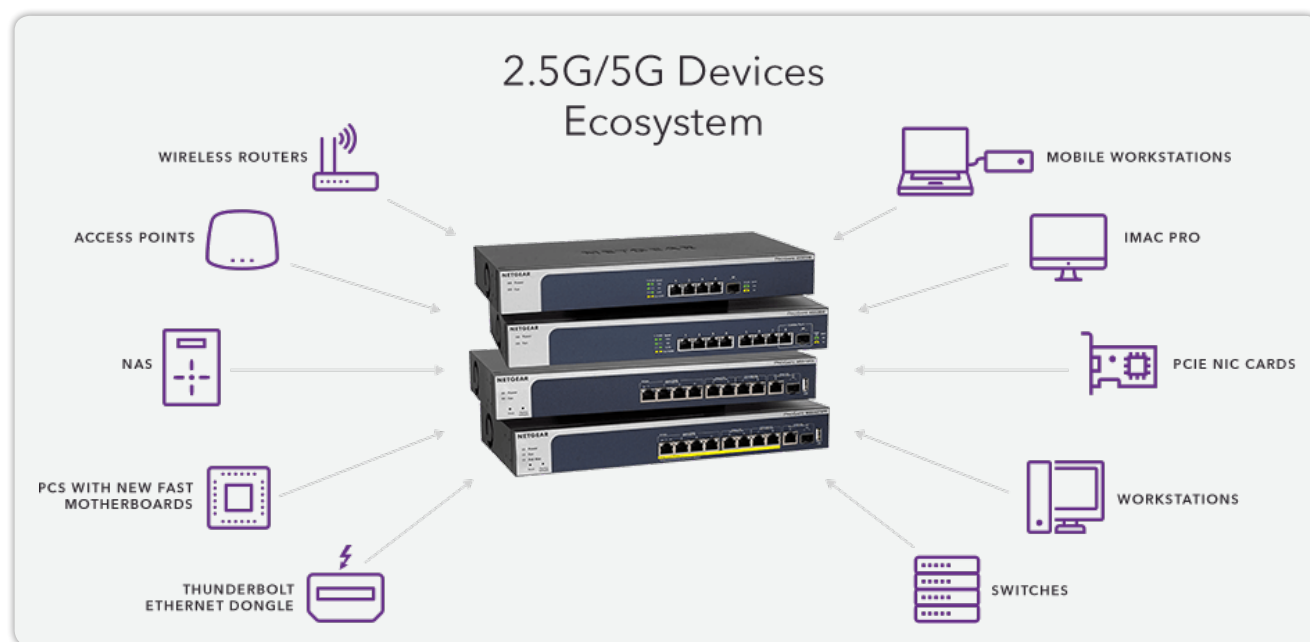 2.5G/5G Devices
Ecosystem
WIRELESS ROUTERS
MOBILE WORKSTATIONS
ACCESS POINTS
IMAC PRO
NETGEAR
NETGEAR
NETGEAR
NAS
PCIE NIC CARDS
NETGEAR
NETGEAR
PCS WITH NEW FAST
MOTHERBOARDS
WORKSTATIONS
THUNDERBOLT
ETHERNET DONGLE
SWITCHES